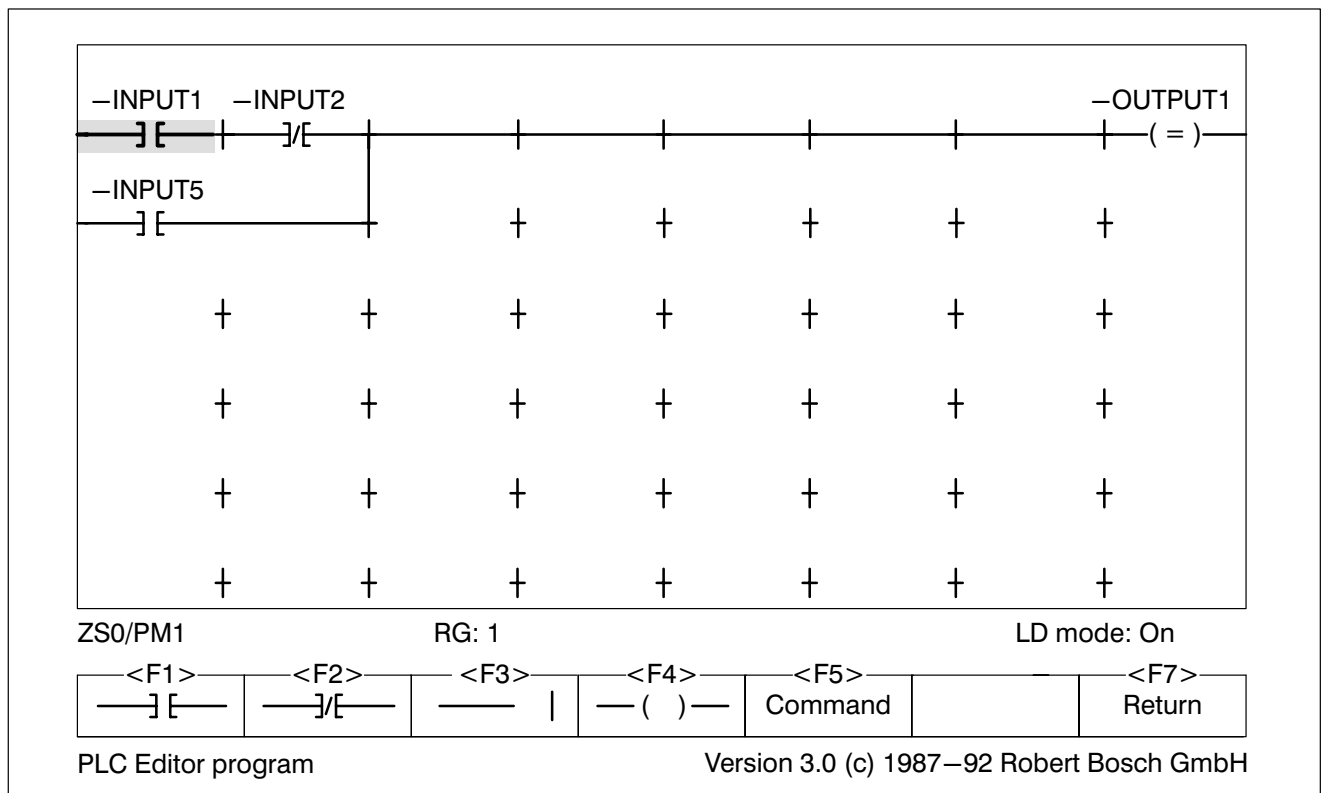 –INPUT1 –INPUT2 –OUTPUT1
] [ ]/[ ( = )
–INPUT5
] [
ZS0/PM1 RG: 1 LD mode: On
<F1> <F2> <F3> <F4> <F5> <F7>
] [ ]/[ — | ( ) Command Return
PLC Editor program Version 3.0 (c) 1987–92 Robert Bosch GmbH